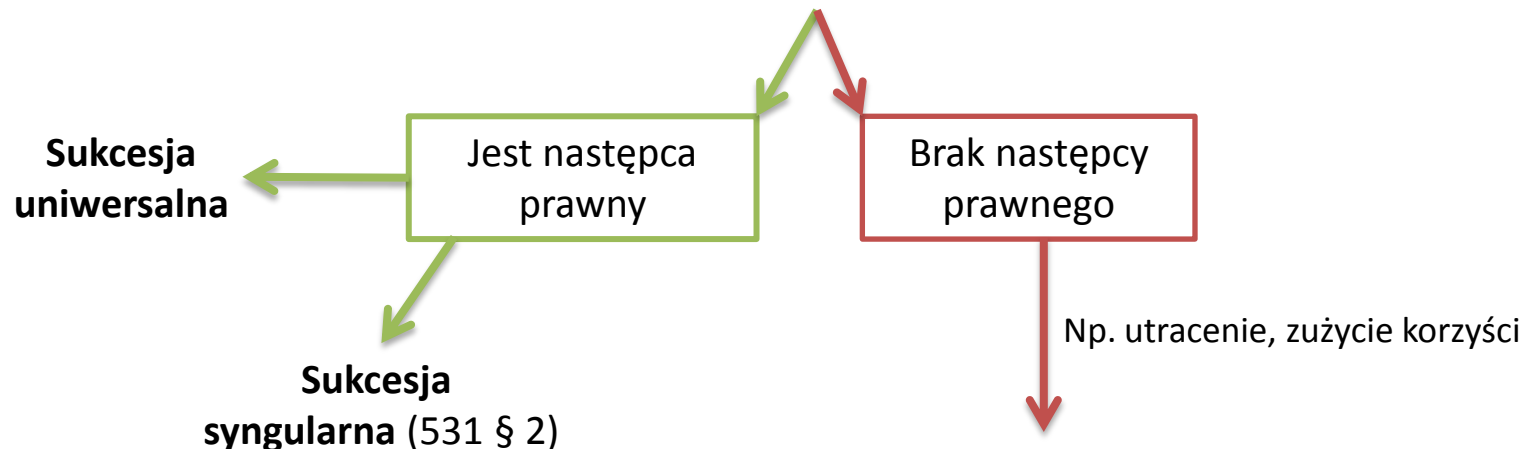 Sukcesja
uniwersalna
Jest następca
prawny
Brak następcy
prawnego
Np. utracenie, zużycie korzyści
Sukcesja
syngularna (531 § 2)